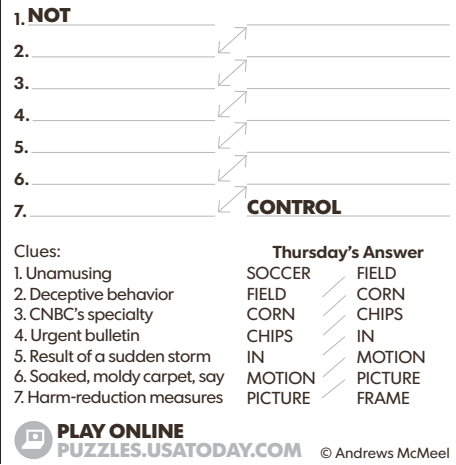 1. NOT
2.
3.
4.
5.
6.
7. CONTROL
Clues:
1. Unamusing
2. Deceptive behavior
3. CNBC's specialty
4. Urgent bulletin
5. Result of a sudden storm
6. Soaked, moldy carpet, say
7. Harm-reduction measures
Thursday's Answer
SOCCER FIELD
FIELD CORN
CORN CHIPS
CHIPS IN
IN MOTION
MOTION PICTURE
PICTURE FRAME
PLAY ONLINE
PUZZLES.USATODAY.COM
© Andrews McMeel